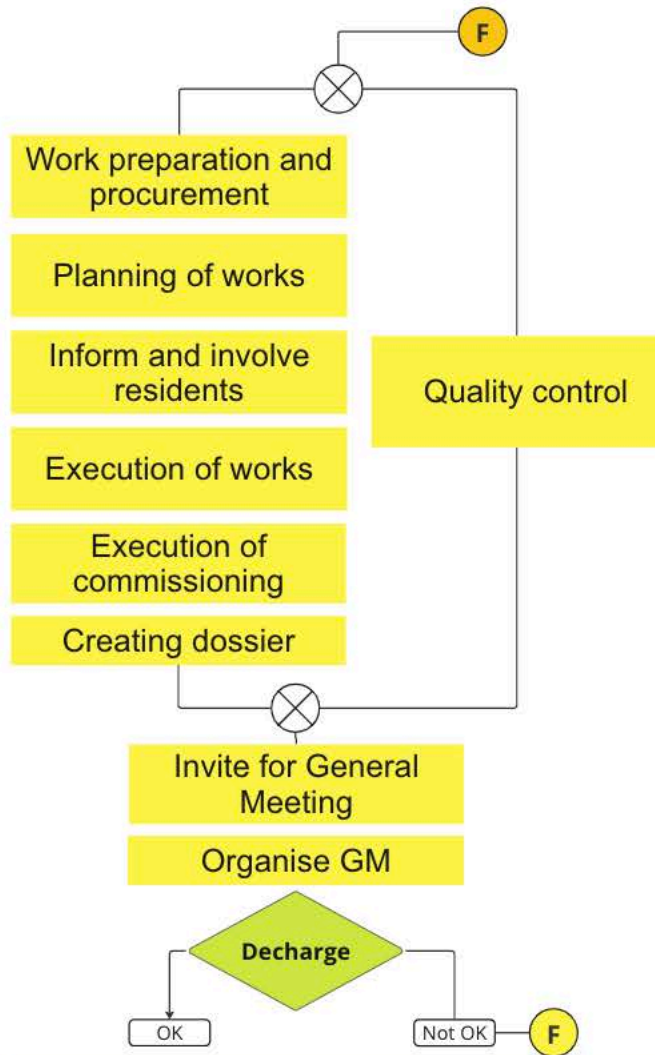 F
Work preparation and
procurement
Planning of works
Inform and involve
residents
Quality control
Execution of works
Execution of
commissioning
Creating dossier
Invite for General
Meeting
Organise GM
Decharge
OK
Not OK
F